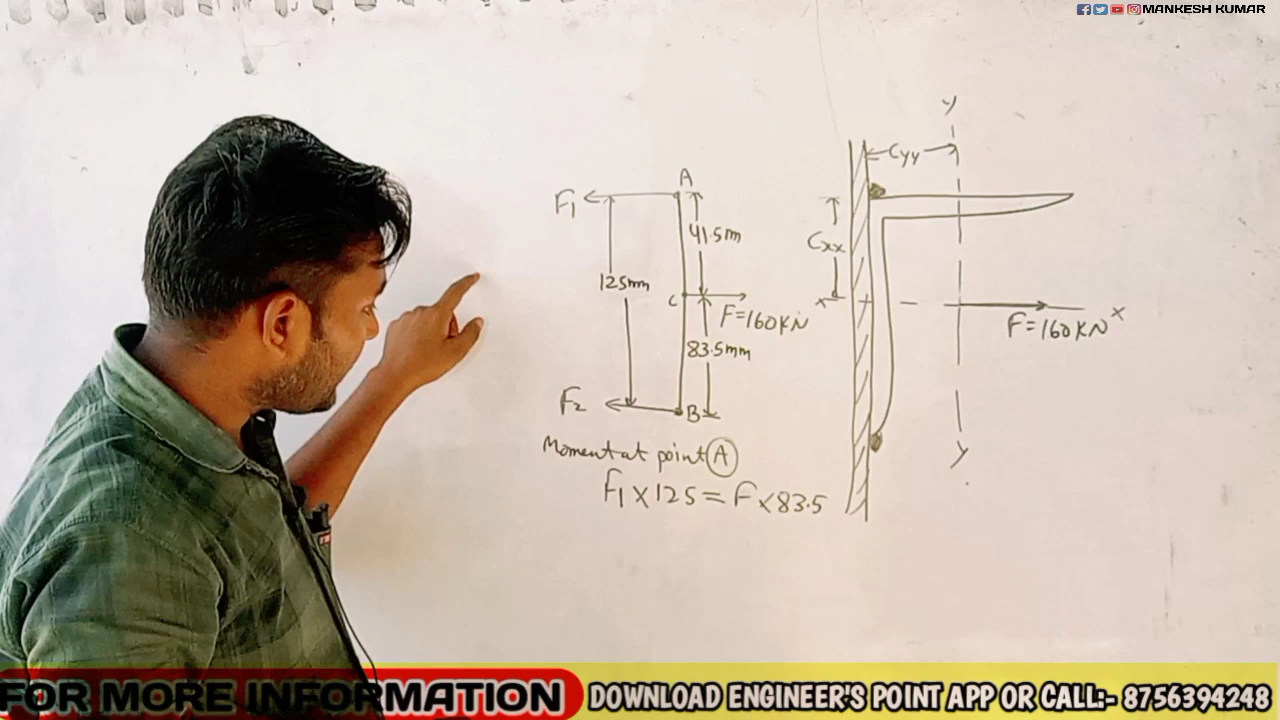 MANKESH KUMAR
y
Cyy
A
F1
41.5m
Cxx
125mm
C
x
F=160KN
F=160KN
x
83.5mm
F2
B
y
Moment at point A
F1 × 125 = F × 83.5
FOR MORE INFORMATION
DOWNLOAD ENGINEER'S POINT APP OR CALL:- 8756394248